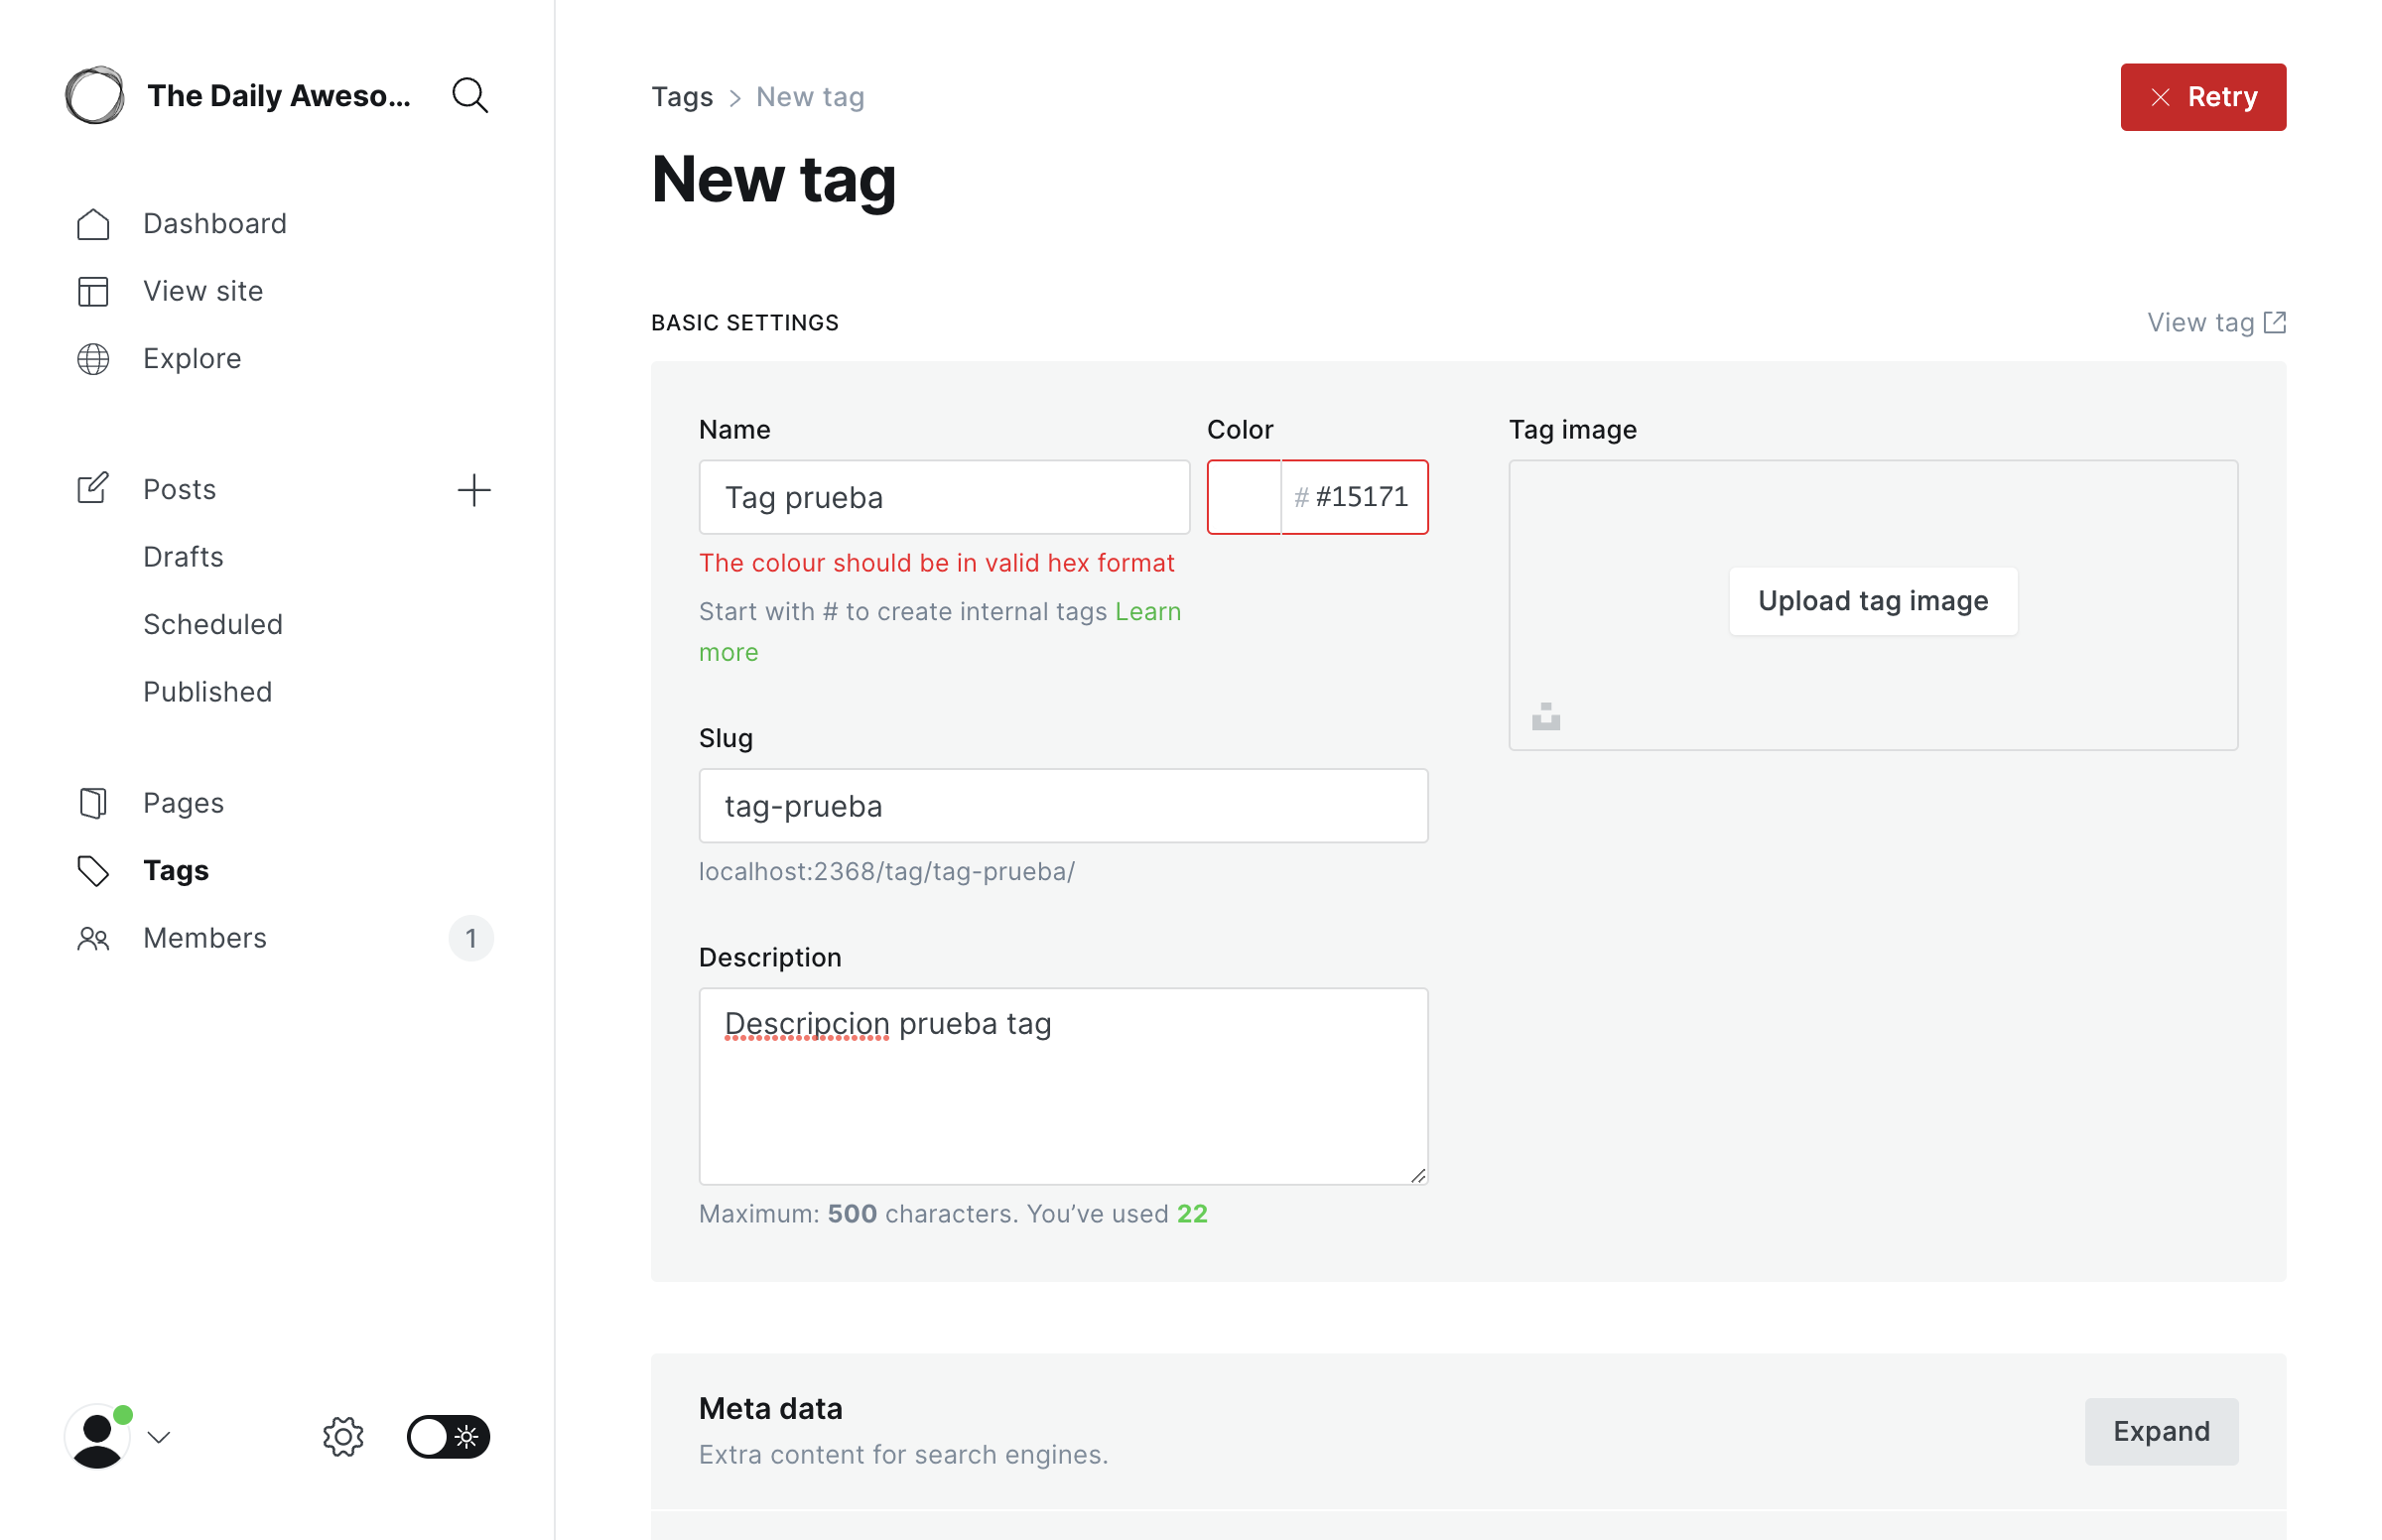 The Daily Aweso...
Dashboard
View site
Explore
Posts
Drafts
Scheduled
Published
Pages
Tags
Members 1
Tags > New tag
Retry
New tag
BASIC SETTINGS
View tag
Name
Tag prueba
Color
# #15171
The colour should be in valid hex format
Start with # to create internal tags Learn
more
Slug
tag-prueba
localhost:2368/tag/tag-prueba/
Description
Descripcion prueba tag
Maximum: 500 characters. You’ve used 22
Tag image
Upload tag image
Meta data
Extra content for search engines.
Expand